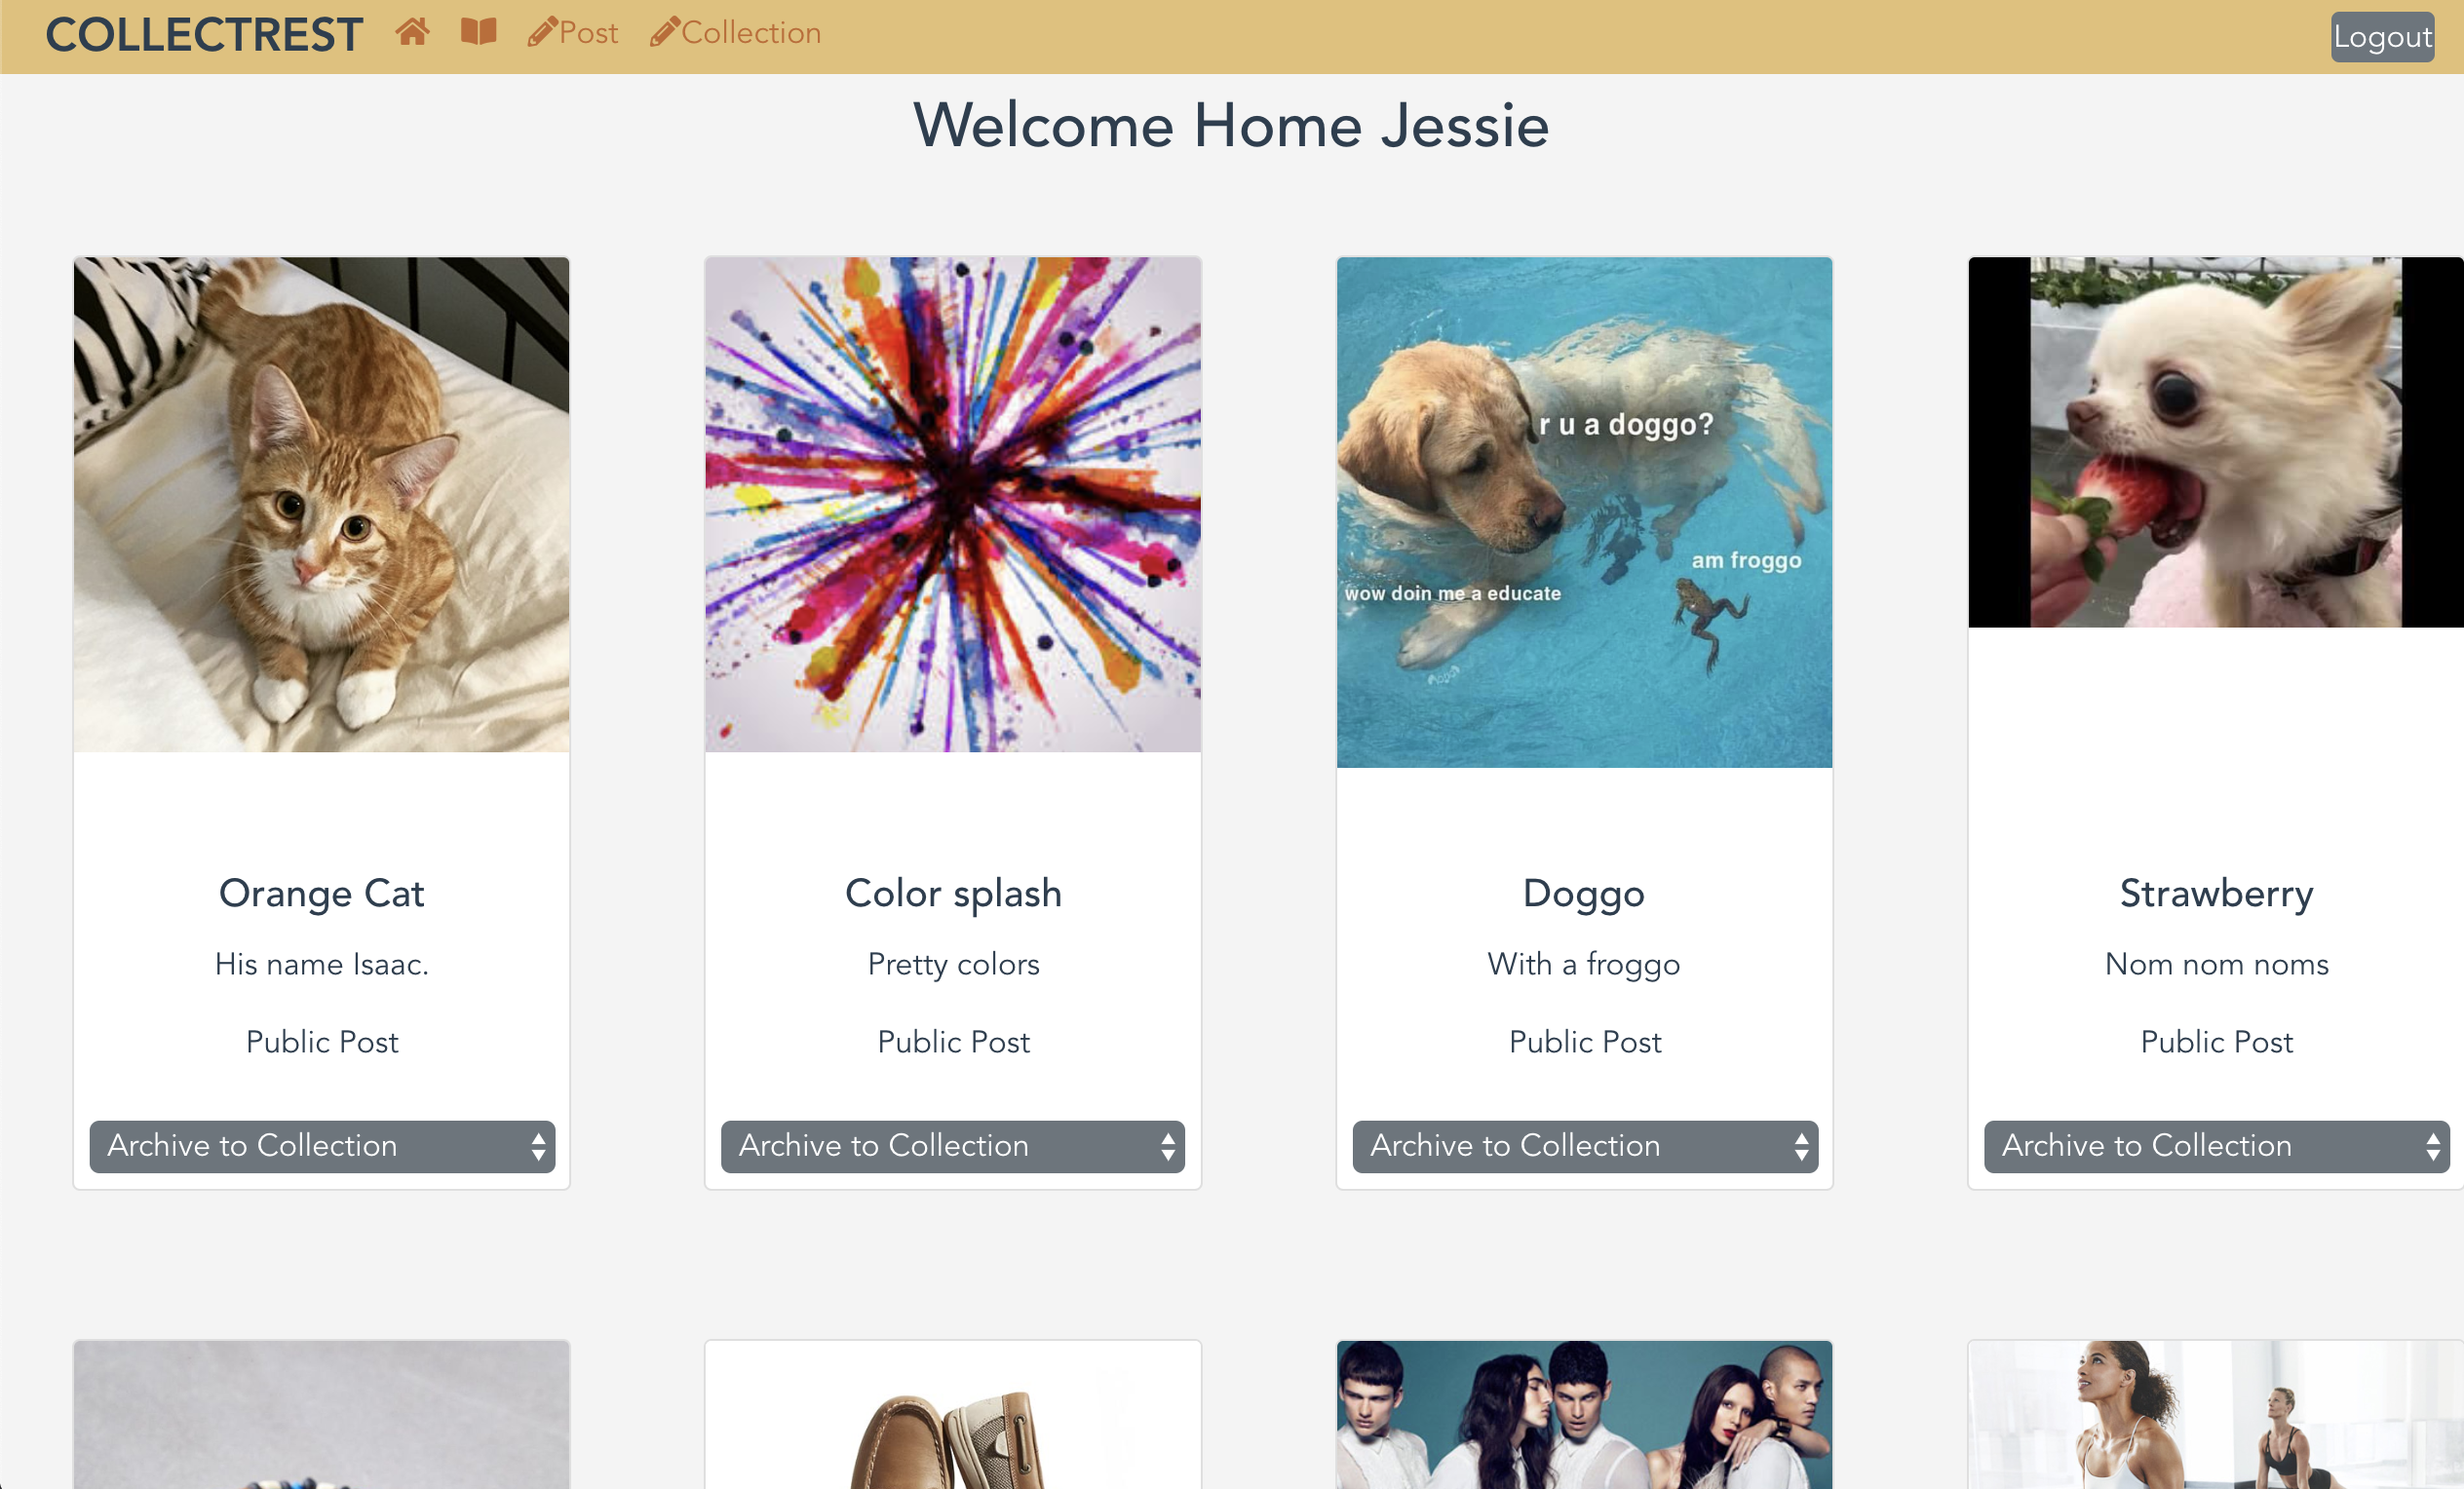 COLLECTREST Post Collection Logout
Welcome Home Jessie
r u a doggo?
am froggo
wow doin me a educate
Orange Cat
His name Isaac.
Public Post
Archive to Collection
Color splash
Pretty colors
Public Post
Archive to Collection
Doggo
With a froggo
Public Post
Archive to Collection
Strawberry
Nom nom noms
Public Post
Archive to Collection